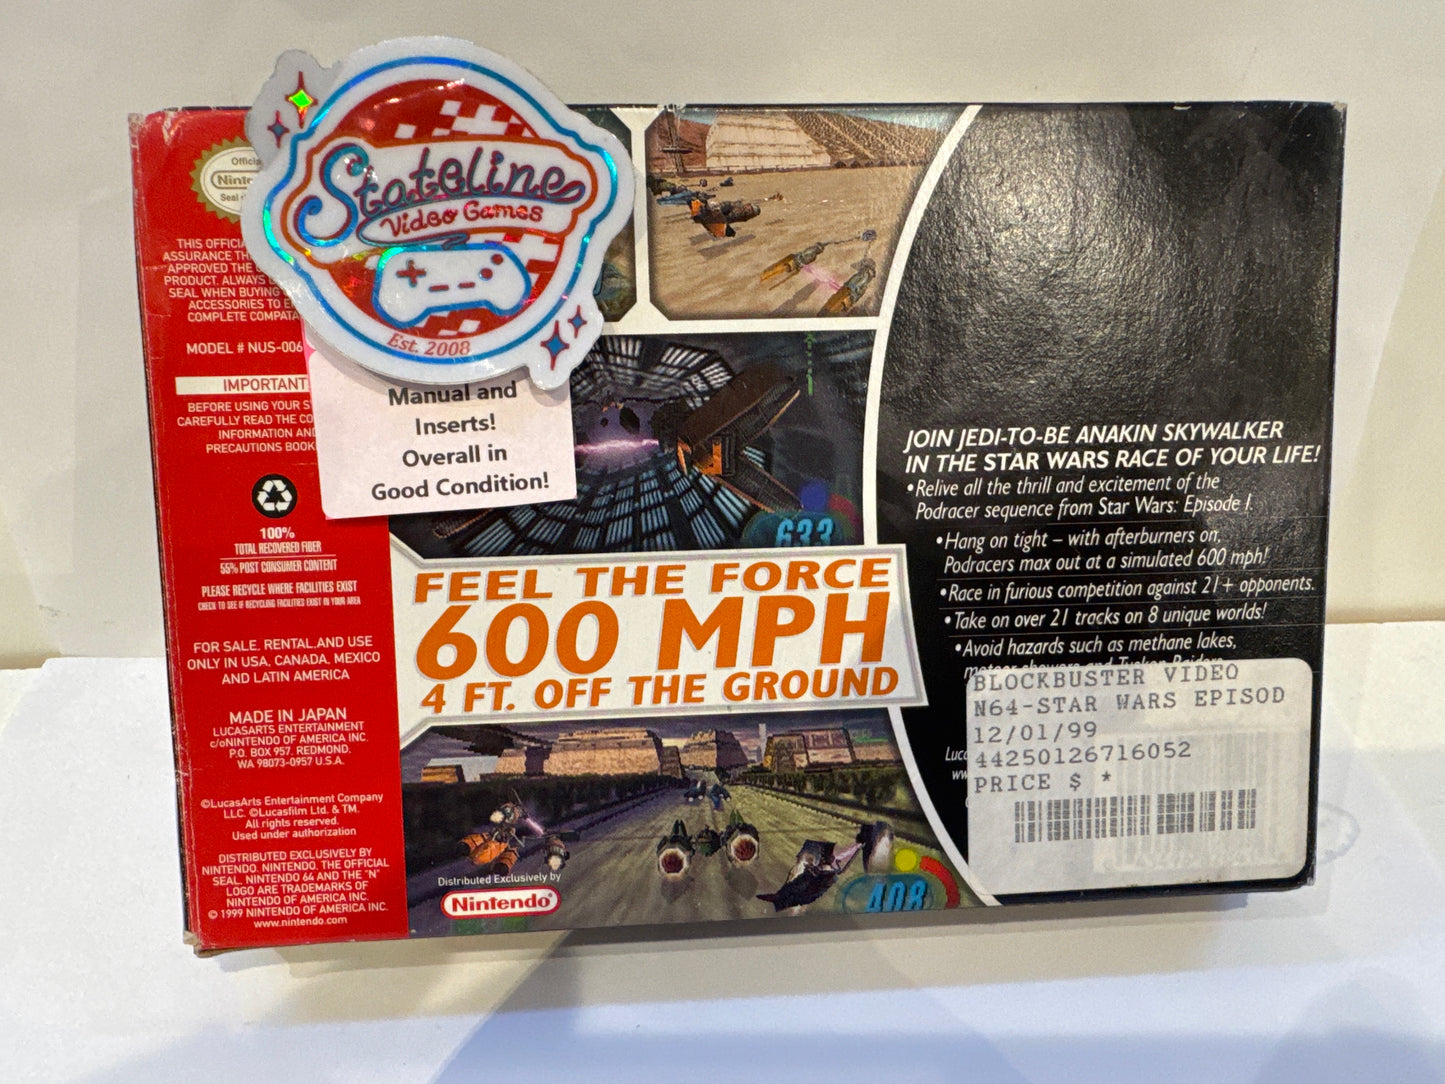 Stateline
Video Games
Est. 2008
Manual and
Inserts!
Overall in
Good Condition!
THIS
ASSURANCE
APPROVED THE
PRODUCT. ALWAYS
SEAL WHEN BUYING
ACCESSORIES TO
COMPLETE
MODEL # NUS-006
IMPORTANT
BEFORE USING YOUR
CAREFULLY READ THE
INFORMATION
PRECAUTIONS
100%
TOTAL RECOVERED FIBER
55% POST CONSUMER CONTENT
PLEASE RECYCLE WHERE FACILITIES EXIST
CHECK TO SEE IF RECYCLING FACILITIES EXIST IN YOUR AREA
FOR SALE, RENTAL AND USE
ONLY IN USA, CANADA, MEXICO
AND LATIN AMERICA
MADE IN JAPAN
LUCASARTS ENTERTAINMENT
c/oNINTENDO OF AMERICA INC.
P.O. BOX 957, REDMOND,
WA 98073-0957 U.S.A.
©LucasArts Entertainment Company
LLC. ©Lucasfilm Ltd. & TM.
All rights reserved.
Used under authorization
DISTRIBUTED EXCLUSIVELY BY
NINTENDO. NINTENDO, THE OFFICIAL
SEAL, NINTENDO 64 AND THE "N"
LOGO ARE TRADEMARKS OF
NINTENDO OF AMERICA INC.
© 1999 NINTENDO OF AMERICA INC.
www.nintendo.com
633
FEEL THE FORCE
600 MPH
4 FT. OFF THE GROUND
Distributed Exclusively by
Nintendo®
408
JOIN JEDI-TO-BE ANAKIN SKYWALKER
IN THE STAR WARS RACE OF YOUR LIFE!
•Relive all the thrill and excitement of the
Podracer sequence from Star Wars: Episode I.
•Hang on tight – with afterburners on,
Podracers max out at a simulated 600 mph!
•Race in furious competition against 21+ opponents.
•Take on over 21 tracks on 8 unique worlds!
•Avoid hazards such as methane lakes,
meteor showers and Tusken
BLOCKBUSTER VIDEO
N64-STAR WARS EPISOD
12/01/99
44250126716052
PRICE $ *